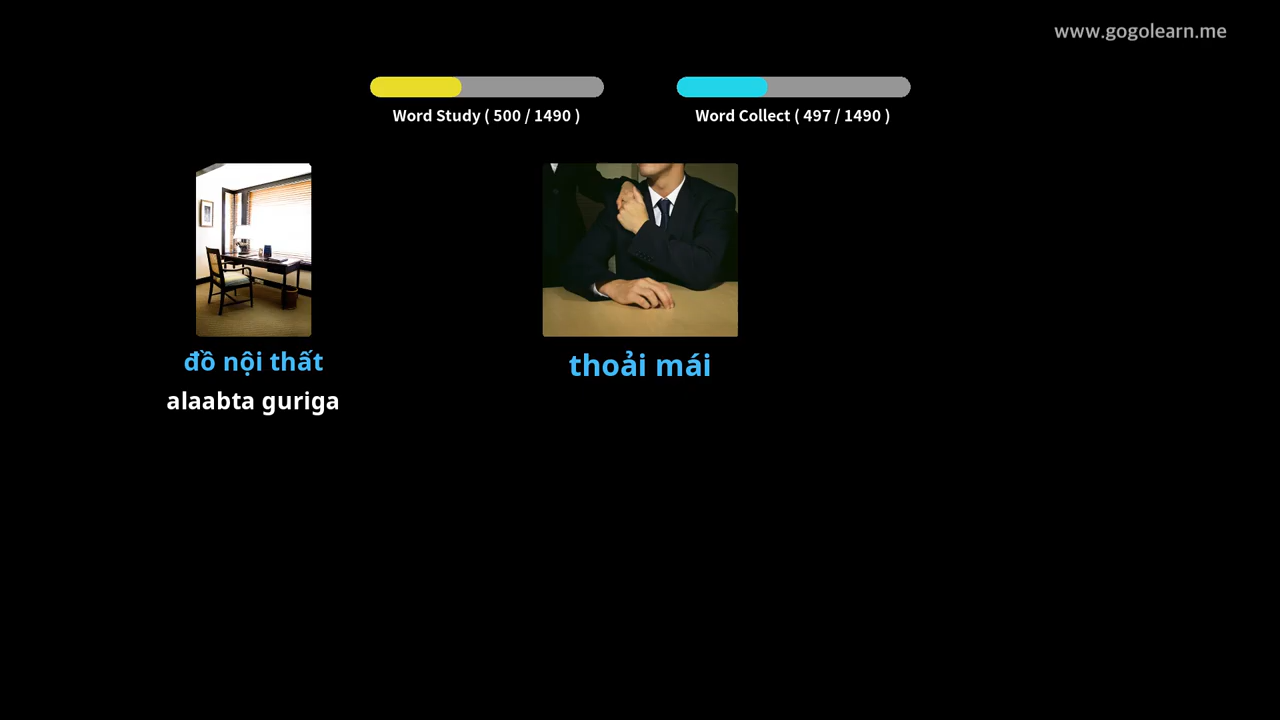 www.gogolearn.me
Word Study ( 500 / 1490 )
Word Collect ( 497 / 1490 )
đồ nội thất
alaabta guriga
thoải mái